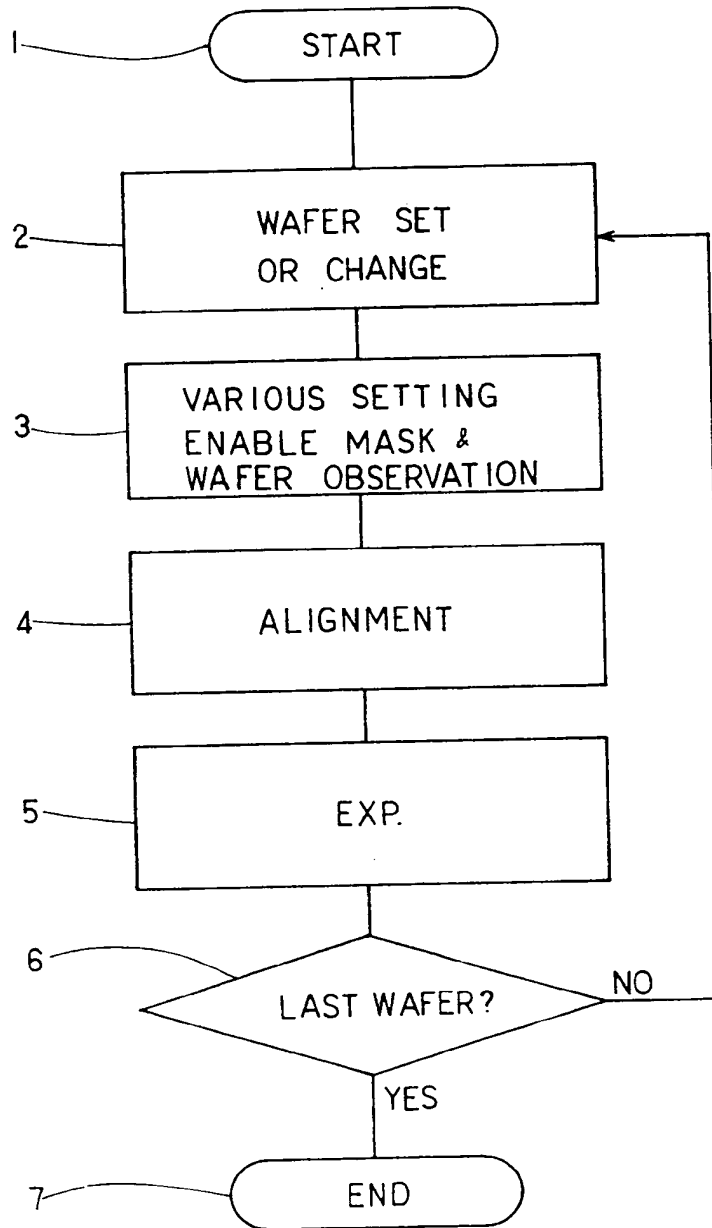 1
START
2
WAFER SET
OR CHANGE
3
VARIOUS SETTING
ENABLE MASK &
WAFER OBSERVATION
4
ALIGNMENT
5
EXP.
6
LAST WAFER?
NO
YES
7
END